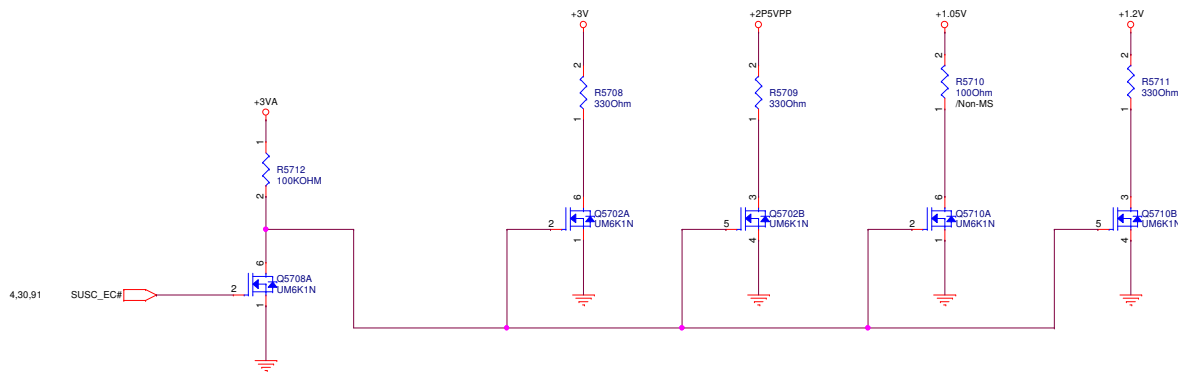 +3V
+2P5VPP
+1.05V
+1.2V
2
R5708
330Ohm
1
2
R5709
330Ohm
1
2
R5710
100Ohm
/Non-MS
1
2
R5711
330Ohm
1
+3VA
1
R5712
100KOHM
2
6
Q5702A
UM6K1N
2
1
3
Q5702B
UM6K1N
5
4
6
Q5710A
UM6K1N
2
1
3
Q5710B
UM6K1N
5
4
6
Q5708A
UM6K1N
2
1
4,30,91 SUSC_EC#